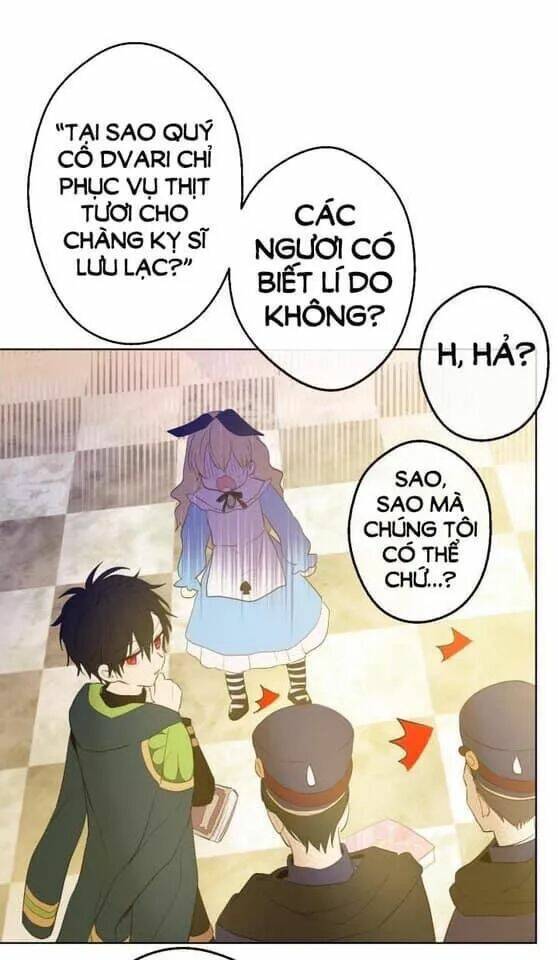 “TẠI SAO QUÝ
CÔ DVARI CHỈ
PHỤC VỤ THỊT
TƯƠI CHO
CHÀNG KỴ SĨ
LƯU LẠC?”
CÁC
NGƯƠI CÓ
BIẾT LÍ DO
KHÔNG?
H, HẢ?
SAO,
SAO MÀ
CHÚNG TÔI
CÓ THỂ
CHỨ...?